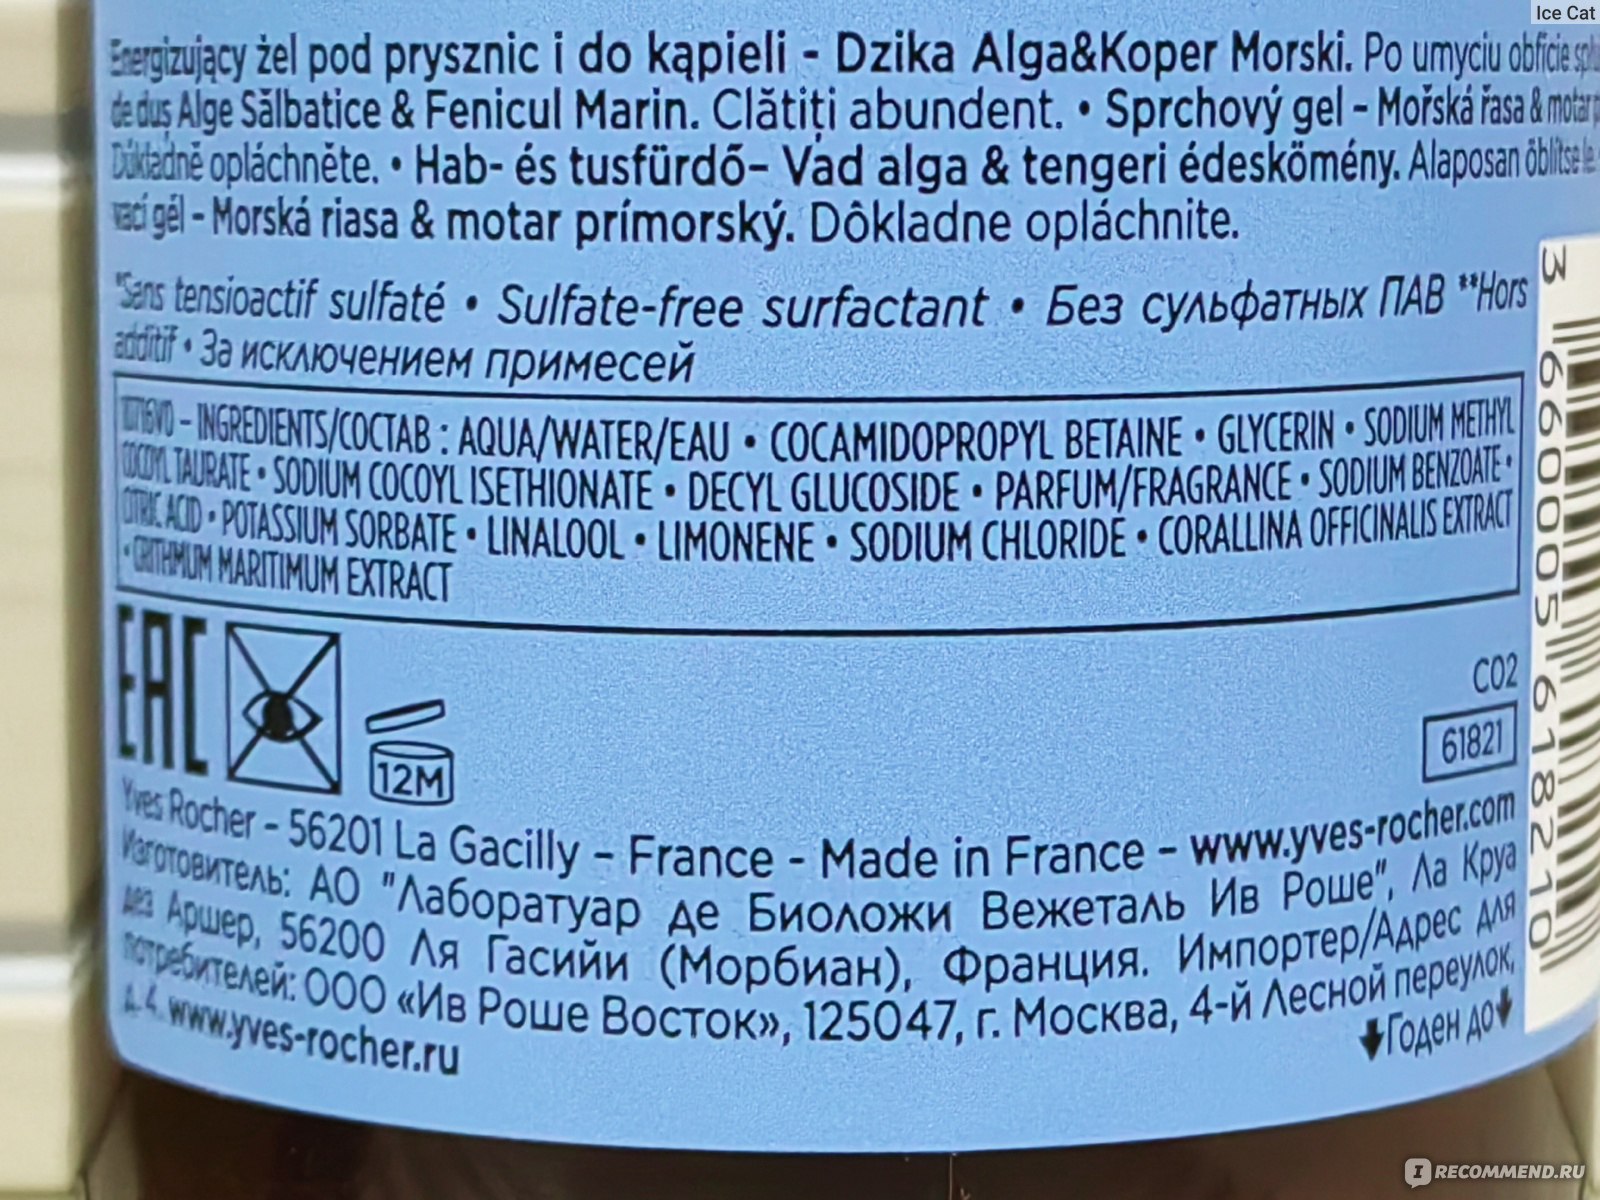 Ice Cat
Energizujący żel pod prysznic i do kąpieli - Dzika Alga&Koper Morski. Po umyciu obficie
de duș Alge Sălbatice & Fenicul Marin. Clătiți abundent. • Sprchový gel – Mořská řasa & motar
Důkladně opláchněte. • Hab- és tusfürdő– Vad alga & tengeri édeskömény. Alaposan öblítse le
vací gél – Morská riasa & motar prímorský. Dôkladne opláchnite.
*Sans tensioactif sulfaté • Sulfate-free surfactant • Без сульфатных ПАВ **Hors
additif • За исключением примесей
– INGREDIENTS/СОСТАВ : AQUA/WATER/EAU • COCAMIDOPROPYL BETAINE • GLYCERIN • SODIUM METHYL
COCOYL TAURATE • SODIUM COCOYL ISETHIONATE • DECYL GLUCOSIDE • PARFUM/FRAGRANCE • SODIUM BENZOATE •
CITRIC ACID • POTASSIUM SORBATE • LINALOOL • LIMONENE • SODIUM CHLORIDE • CORALLINA OFFICINALIS EXTRACT
• CRITHMUM MARITIMUM EXTRACT
EAC
12M
C02
61821
3 660005 618210
Yves Rocher – 56201 La Gacilly – France - Made in France – www.yves-rocher.com
Изготовитель: АО "Лаборатуар де Биоложи Вежеталь Ив Роше", Ла Круа
дез Аршер, 56200 Ля Гасийи (Морбиан), Франция. Импортер/Адрес для
потребителей: ООО «Ив Роше Восток», 125047, г. Москва, 4-й Лесной переулок,
д. 4. www.yves-rocher.ru
Годен до
IRECOMMEND.RU